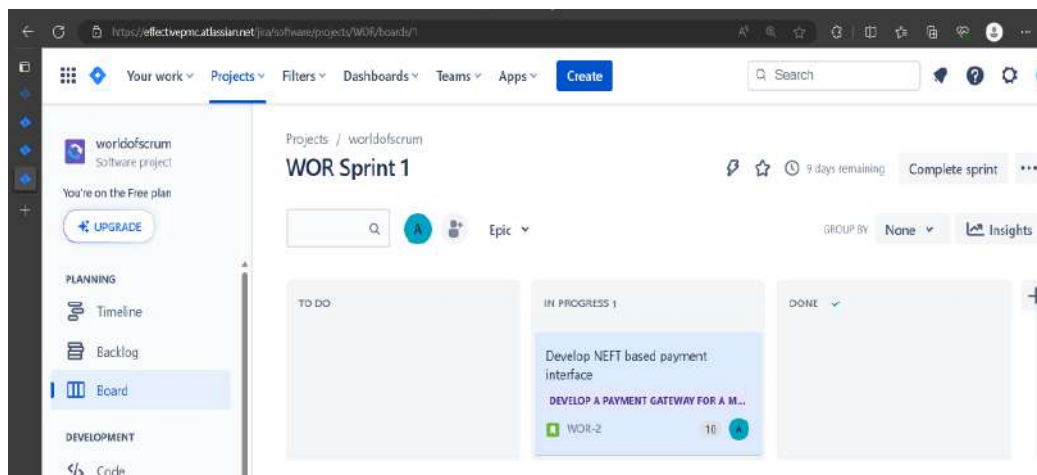 https://effectivepmc.atlassian.net/jira/software/projects/WOR/boards/1
Your work Projects Filters Dashboards Teams Apps Create Search
worldofscrum
Software project
You're on the Free plan
UPGRADE
PLANNING
Timeline
Backlog
Board
DEVELOPMENT
Code
Projects / worldofscrum
WOR Sprint 1
9 days remaining Complete sprint
A Epic GROUP BY None Insights
TO DO
IN PROGRESS 1
Develop NEFT based payment
interface
DEVELOP A PAYMENT GATEWAY FOR A M...
WOR-2 10 A
DONE